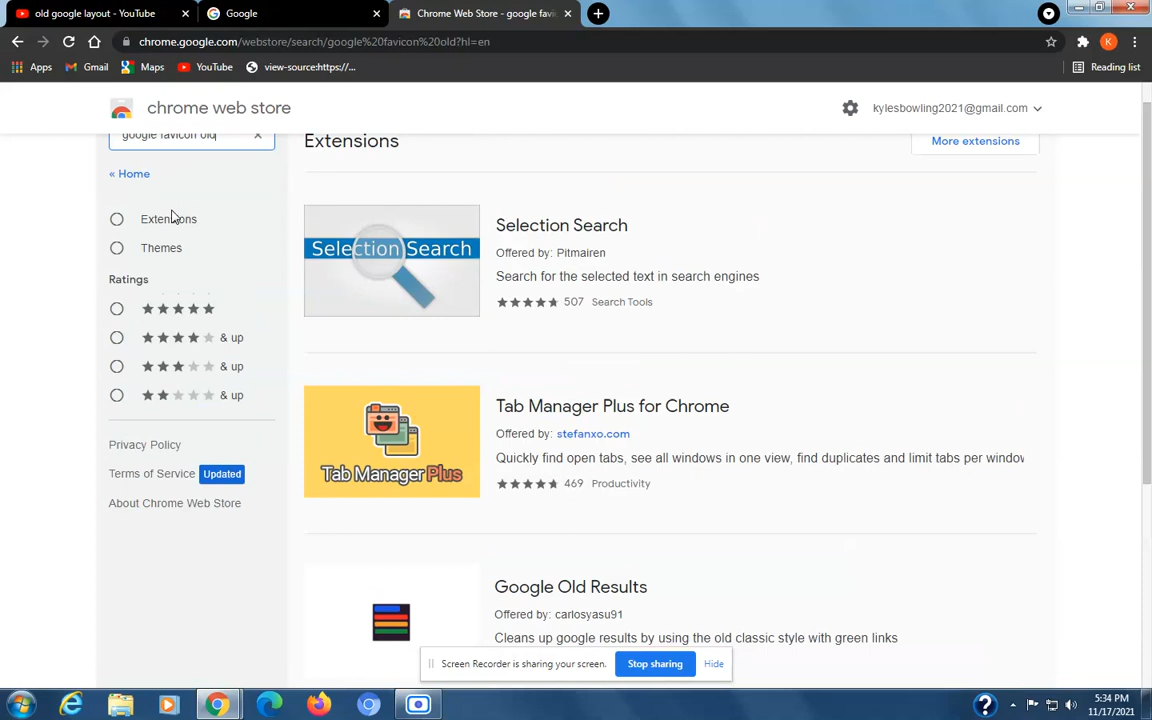 old google layout - YouTube
Google
Chrome Web Store - google favi
chrome.google.com/webstore/search/google%20favicon%20old?hl=en
K
Apps
Gmail
Maps
YouTube
view-source:https://...
Reading list
chrome web store
kylesbowling2021@gmail.com
google favicon old
Extensions
More extensions
« Home
Extensions
Themes
Ratings
& up
& up
& up
Privacy Policy
Terms of Service Updated
About Chrome Web Store
Selection Search
Selection Search
Offered by: Pitmairen
Search for the selected text in search engines
507 Search Tools
Tab Manager Plus
Tab Manager Plus for Chrome
Offered by: stefanxo.com
Quickly find open tabs, see all windows in one view, find duplicates and limit tabs per window
469 Productivity
Google Old Results
Offered by: carlosyasu91
Cleans up google results by using the old classic style with green links
Screen Recorder is sharing your screen.
Stop sharing
Hide
5:34 PM
11/17/2021